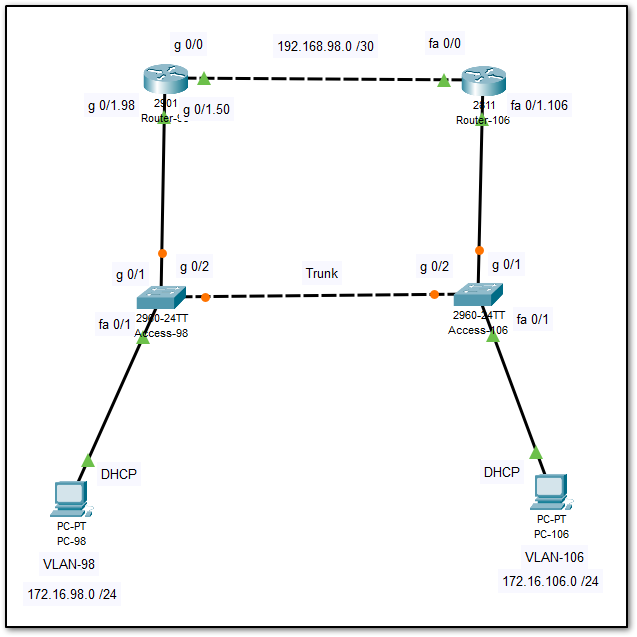 g 0/0
192.168.98.0 /30
fa 0/0
g 0/1.98
2901
g 0/1.50
2811
fa 0/1.106
Router-106
g 0/1
g 0/2
Trunk
g 0/2
g 0/1
2960-24TT
Access-98
fa 0/1
2960-24TT
Access-106
fa 0/1
DHCP
DHCP
PC-PT
PC-98
PC-PT
PC-106
VLAN-98
VLAN-106
172.16.98.0 /24
172.16.106.0 /24